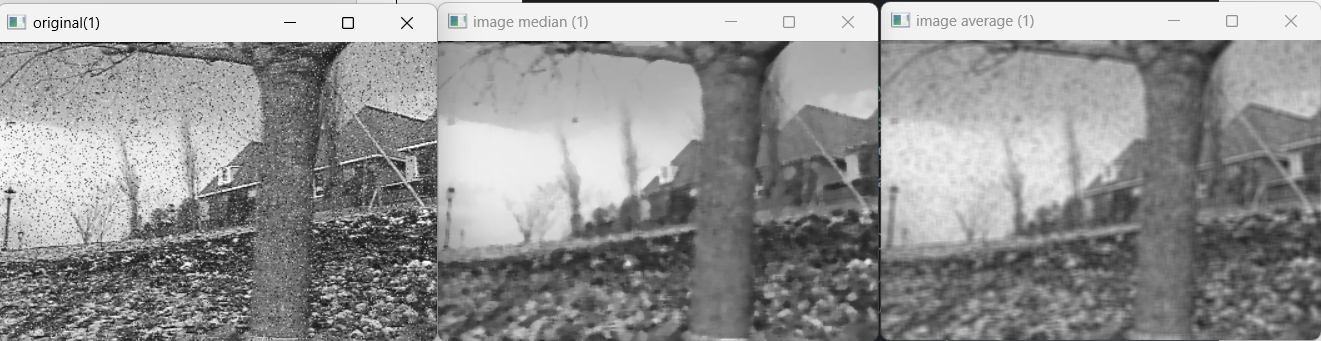 original(1)
image median (1)
image average (1)